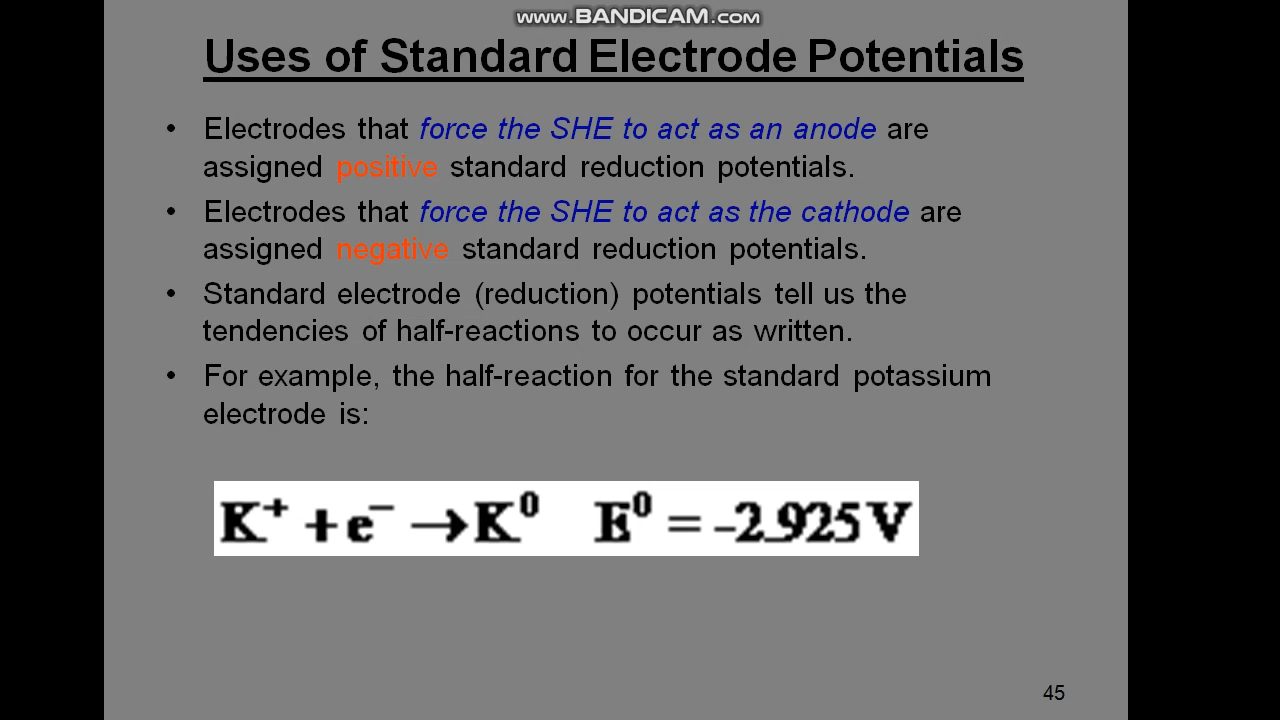 www.BANDICAM.com
Uses of Standard Electrode Potentials
• Electrodes that force the SHE to act as an anode are
assigned positive standard reduction potentials.
• Electrodes that force the SHE to act as the cathode are
assigned negative standard reduction potentials.
• Standard electrode (reduction) potentials tell us the
tendencies of half-reactions to occur as written.
• For example, the half-reaction for the standard potassium
electrode is:
K⁺ + e⁻ → K⁰ E⁰ = -2.925 V
45